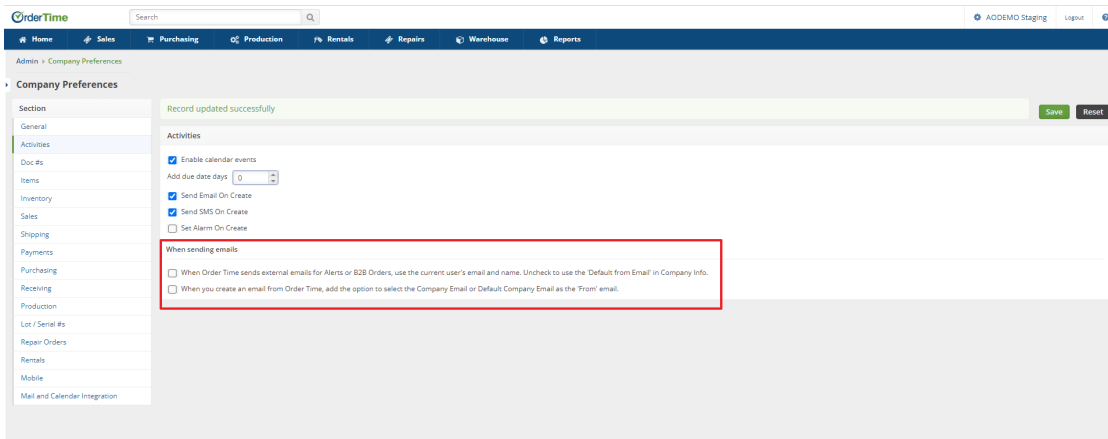 OrderTime
Search
AODEMO Staging
Logout
Home
Sales
Purchasing
Production
Rentals
Repairs
Warehouse
Reports
Admin › Company Preferences
Company Preferences
Section
General
Activities
Doc #s
Items
Inventory
Sales
Shipping
Payments
Purchasing
Receiving
Production
Lot / Serial #s
Repair Orders
Rentals
Mobile
Mail and Calendar Integration
Record updated successfully
Save
Reset
Activities
Enable calendar events
Add due date days 0
Send Email On Create
Send SMS On Create
Set Alarm On Create
When sending emails
When Order Time sends external emails for Alerts or B2B Orders, use the current user's email and name. Uncheck to use the 'Default from Email' in Company Info.
When you create an email from Order Time, add the option to select the Company Email or Default Company Email as the 'From' email.